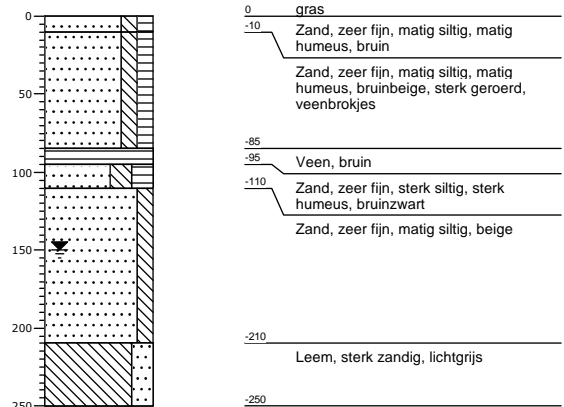 0
50
100
150
200
250
0
gras
-10
Zand, zeer fijn, matig siltig, matig
humeus, bruin
Zand, zeer fijn, matig siltig, matig
humeus, bruinbeige, sterk geroerd,
veenbrokjes
-85
-95
Veen, bruin
-110
Zand, zeer fijn, sterk siltig, sterk
humeus, bruinzwart
Zand, zeer fijn, matig siltig, beige
-210
Leem, sterk zandig, lichtgrijs
-250